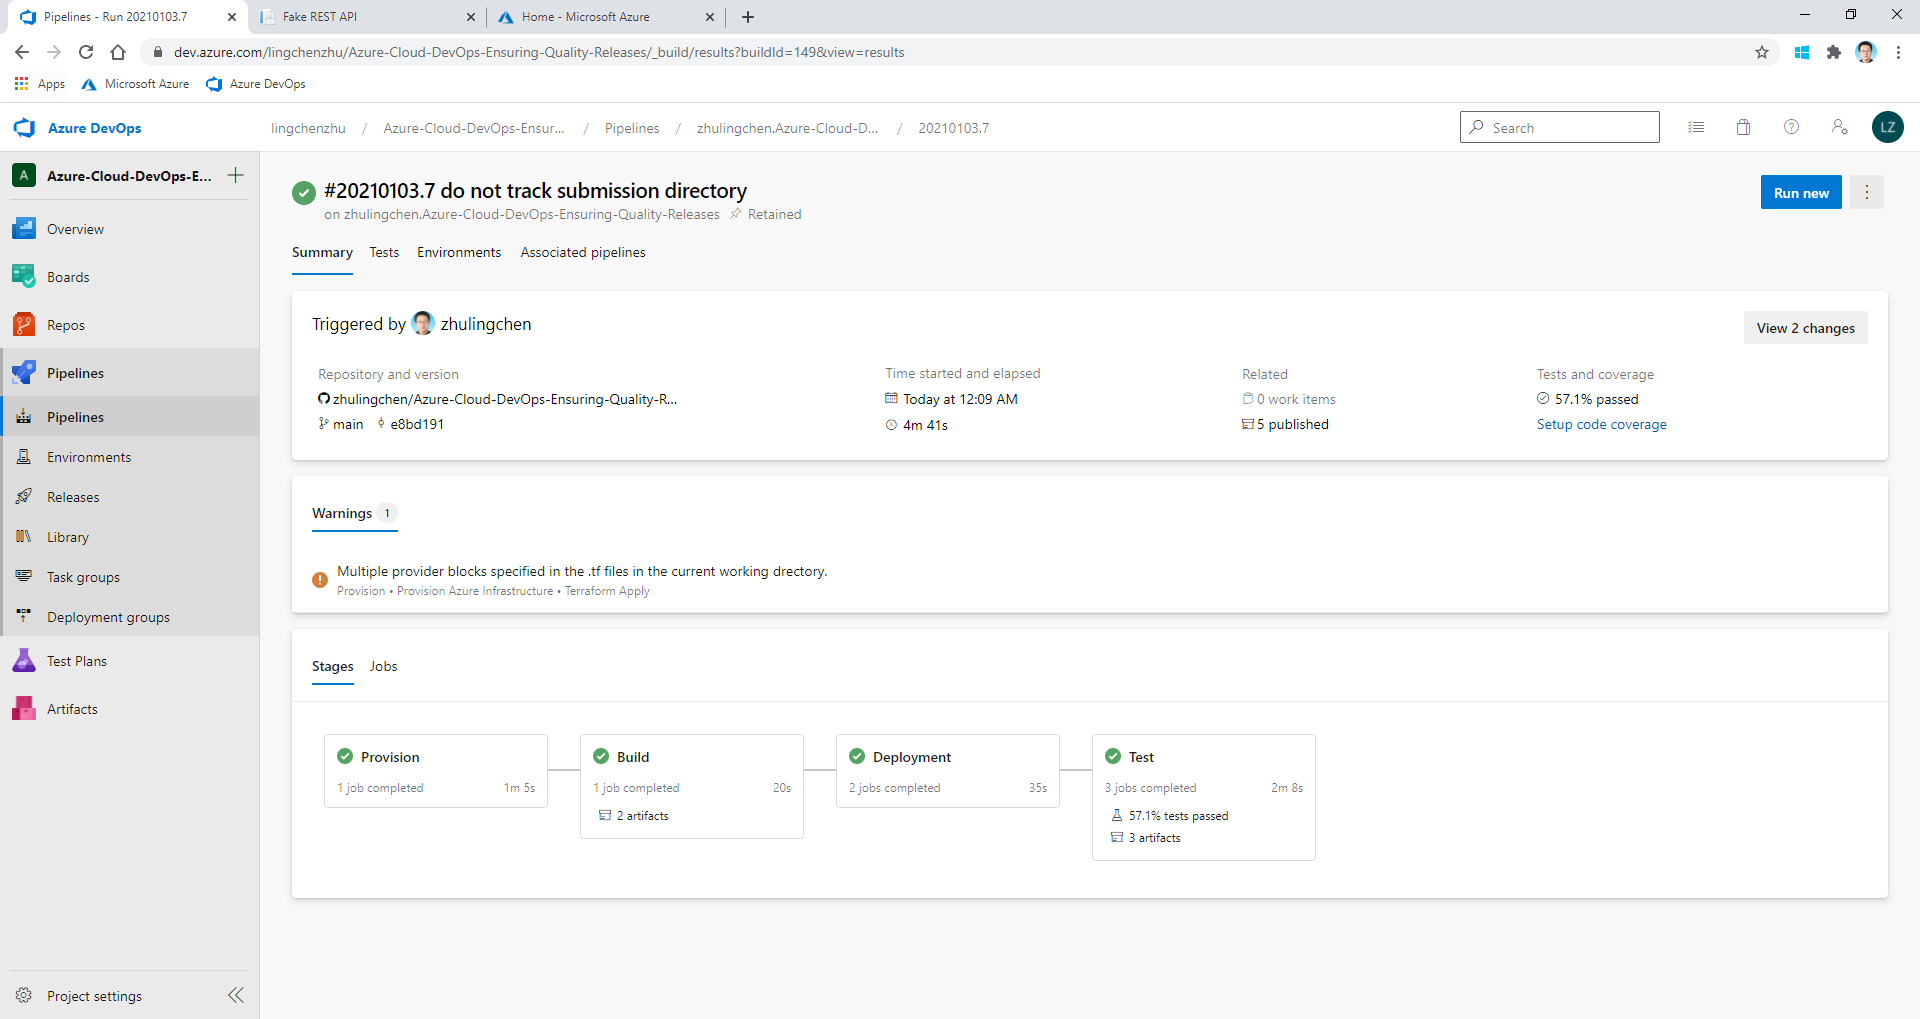 Pipelines - Run 20210103.7
Fake REST API
Home - Microsoft Azure
dev.azure.com/lingchenzhu/Azure-Cloud-DevOps-Ensuring-Quality-Releases/_build/results?buildId=149&view=results
Apps
Microsoft Azure
Azure DevOps
Azure DevOps
lingchenzhu / Azure-Cloud-DevOps-Ensur... / Pipelines / zhulingchen.Azure-Cloud-D... / 20210103.7
Search
LZ
A
Azure-Cloud-DevOps-E...
Overview
Boards
Repos
Pipelines
Pipelines
Environments
Releases
Library
Task groups
Deployment groups
Test Plans
Artifacts
Project settings
#20210103.7 do not track submission directory
on zhulingchen.Azure-Cloud-DevOps-Ensuring-Quality-Releases
Retained
Run new
Summary
Tests
Environments
Associated pipelines
Triggered by zhulingchen
View 2 changes
Repository and version
zhulingchen/Azure-Cloud-DevOps-Ensuring-Quality-R...
main e8bd191
Time started and elapsed
Today at 12:09 AM
4m 41s
Related
0 work items
5 published
Tests and coverage
57.1% passed
Setup code coverage
Warnings 1
Multiple provider blocks specified in the .tf files in the current working drectory.
Provision • Provision Azure Infrastructure • Terraform Apply
Stages
Jobs
Provision
1 job completed 1m 5s
Build
1 job completed 20s
2 artifacts
Deployment
2 jobs completed 35s
Test
3 jobs completed 2m 8s
57.1% tests passed
3 artifacts